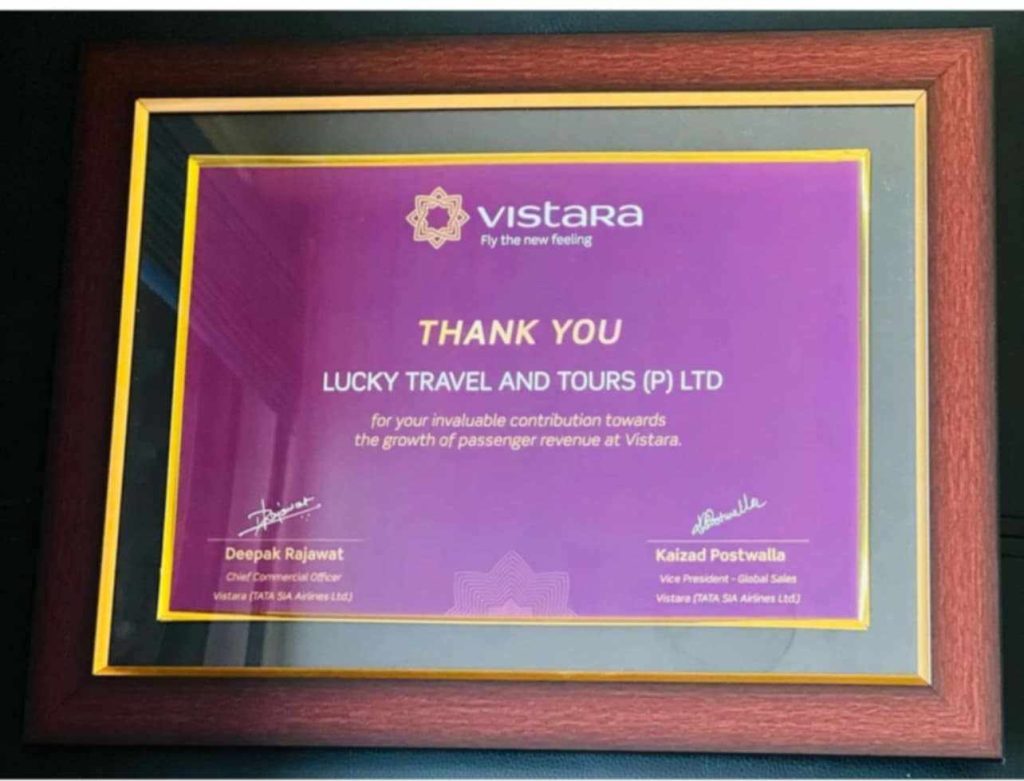 VISTARA
Fly the new feeling
THANK YOU
LUCKY TRAVEL AND TOURS (P) LTD
for your invaluable contribution towards
the growth of passenger revenue at Vistara.
DRajawat
KPostwalla
Deepak Rajawat
Kaizad Postwalla
Chief Commercial Officer
Vice President - Global Sales
Vistara (TATA SIA Airlines Ltd.)
Vistara (TATA SIA Airlines Ltd.)